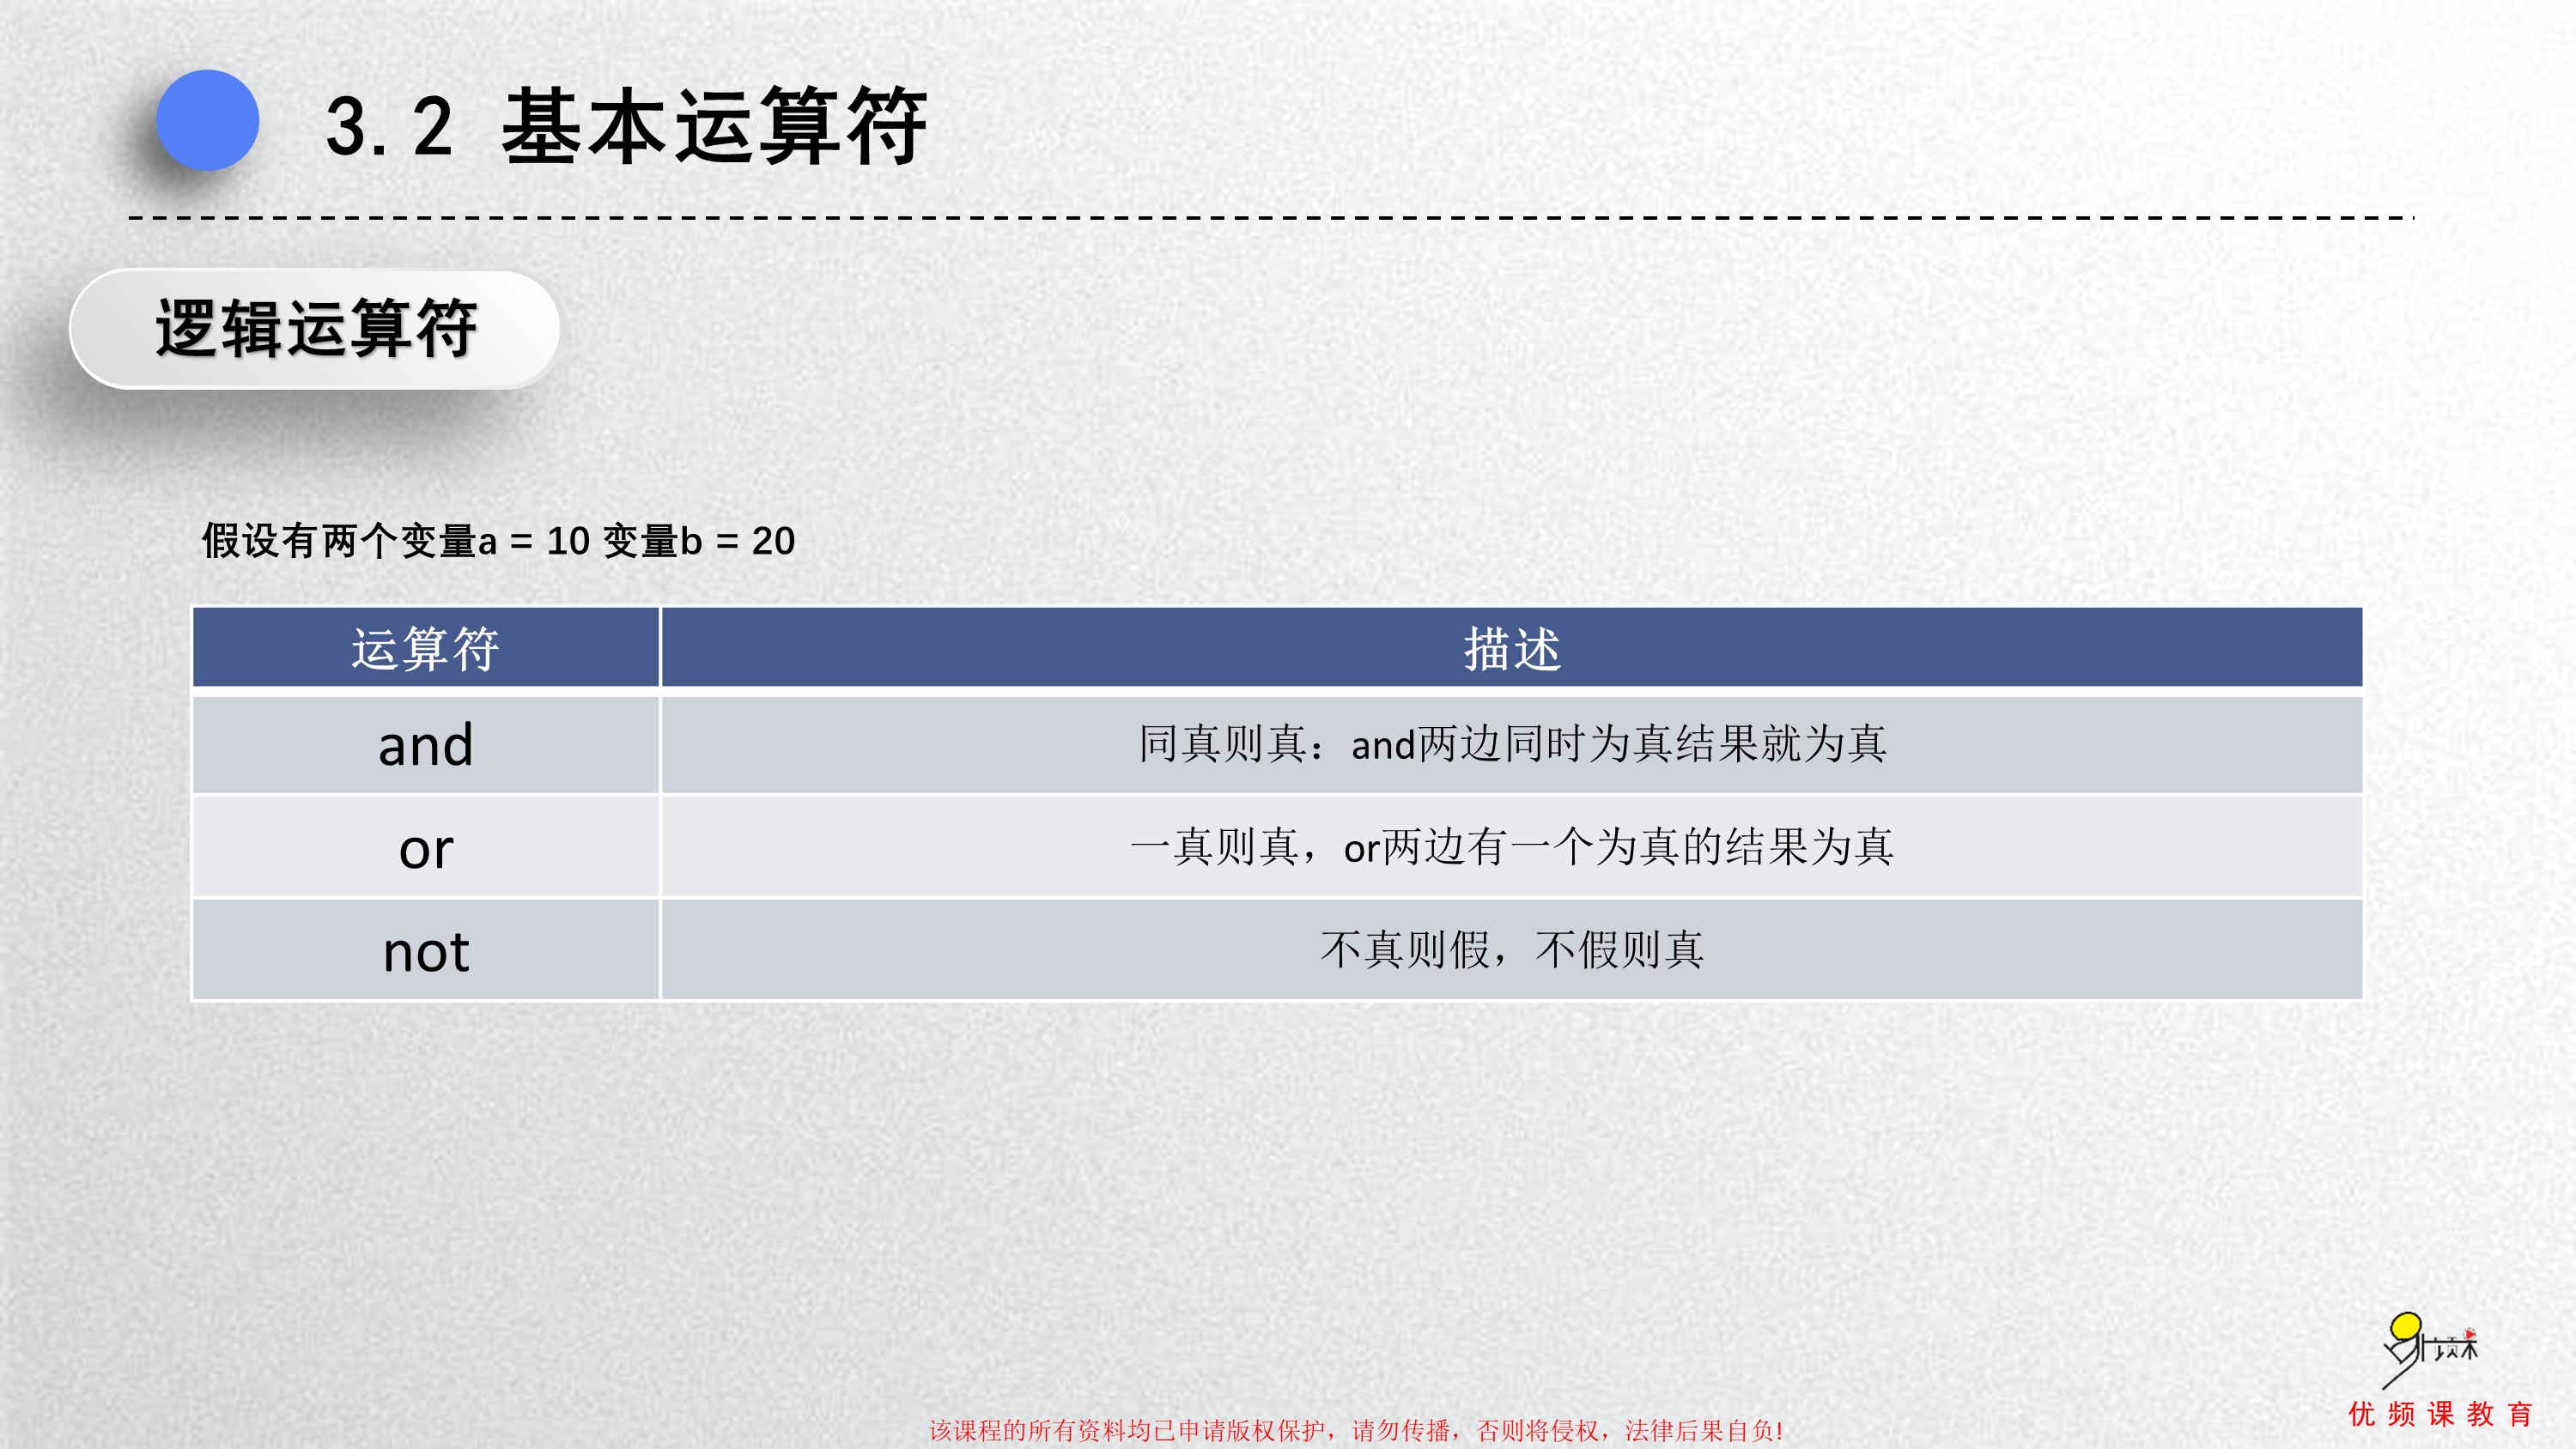 3.2 基本运算符
逻辑运算符
假设有两个变量a = 10 变量b = 20
运算符 描述
and 同真则真：and两边同时为真结果就为真
or 一真则真，or两边有一个为真的结果为真
not 不真则假，不假则真
优频课教育
该课程的所有资料均已申请版权保护，请勿传播，否则将侵权，法律后果自负！